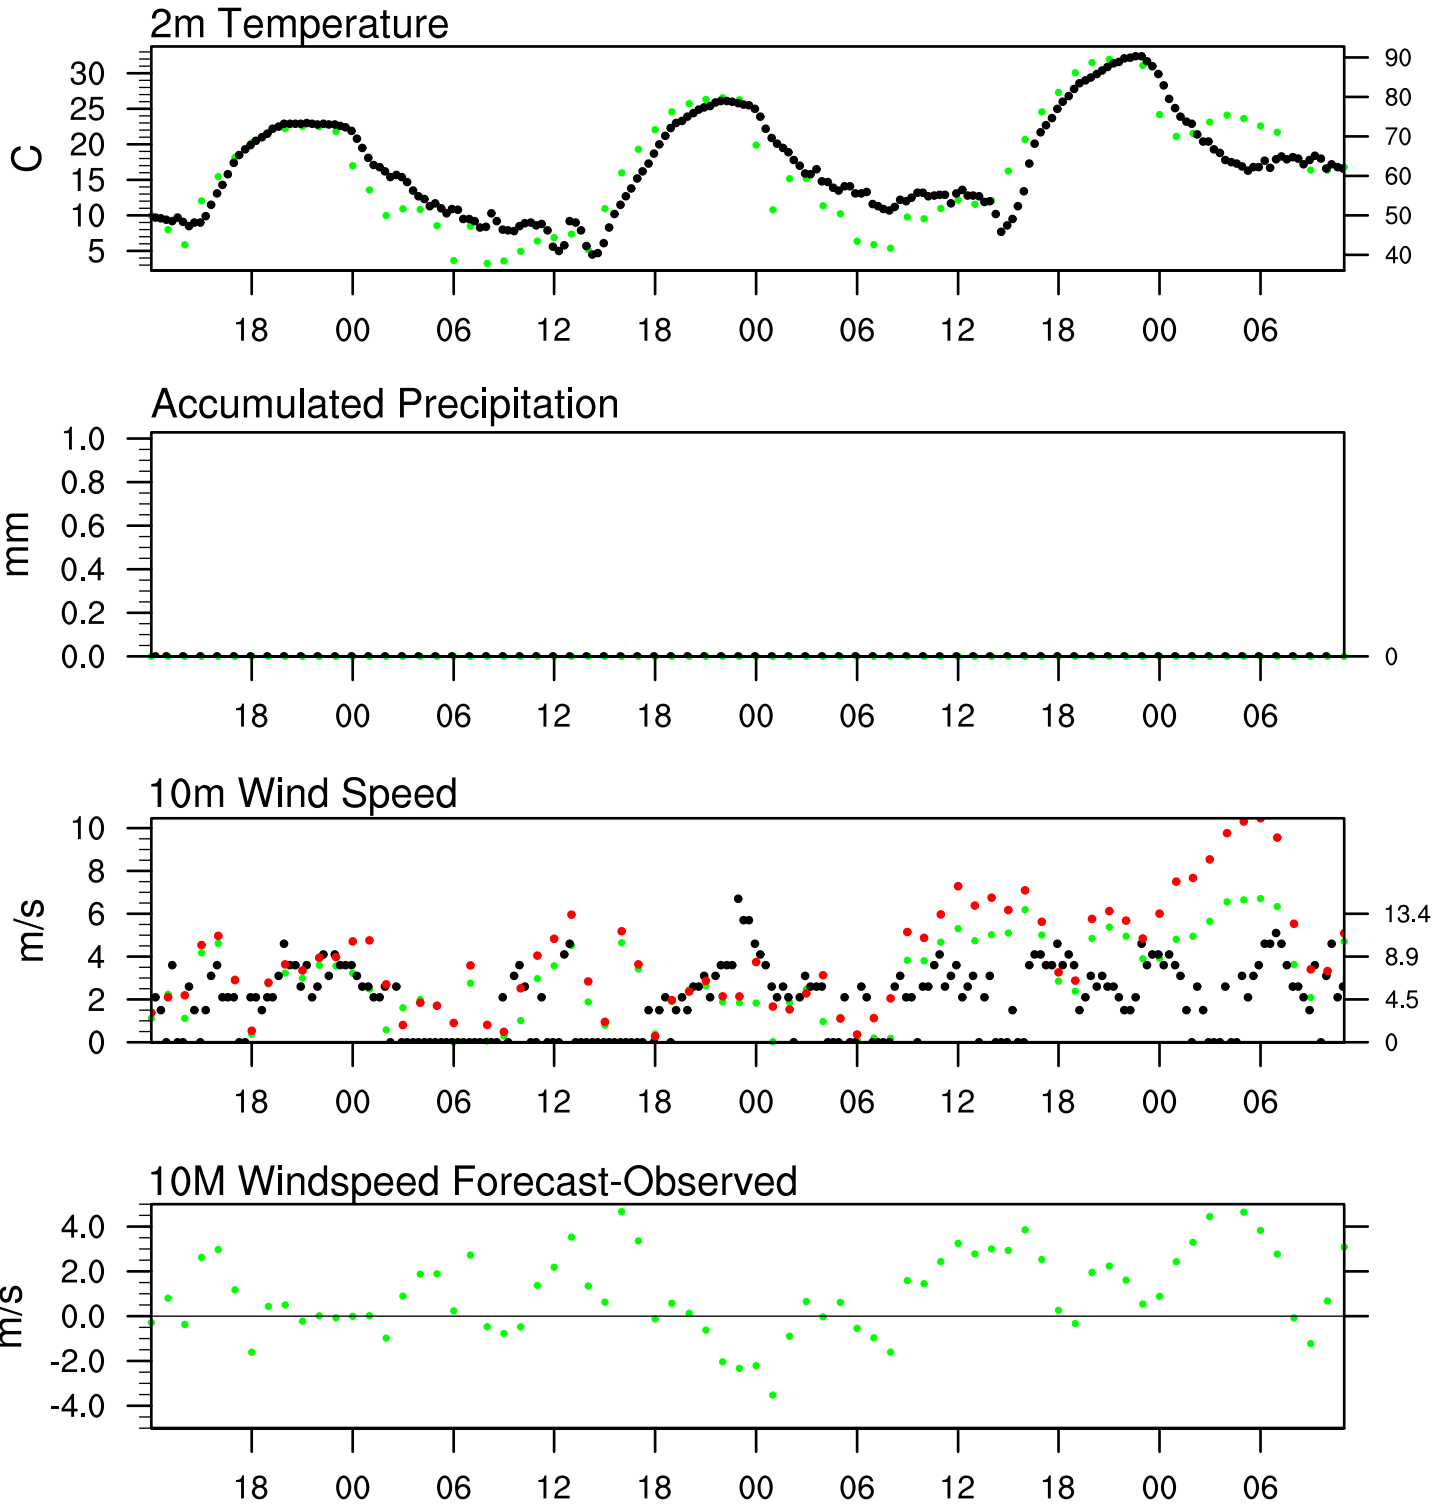 2m Temperature
30
25
20
15
10
5
C
90
80
70
60
50
40
18 00 06 12 18 00 06 12 18 00 06
Accumulated Precipitation
1.0
0.8
0.6
0.4
0.2
0.0
mm
0
18 00 06 12 18 00 06 12 18 00 06
10m Wind Speed
10
8
6
4
2
0
m/s
13.4
8.9
4.5
0
18 00 06 12 18 00 06 12 18 00 06
10M Windspeed Forecast-Observed
4.0
2.0
0.0
-2.0
-4.0
m/s
18 00 06 12 18 00 06 12 18 00 06